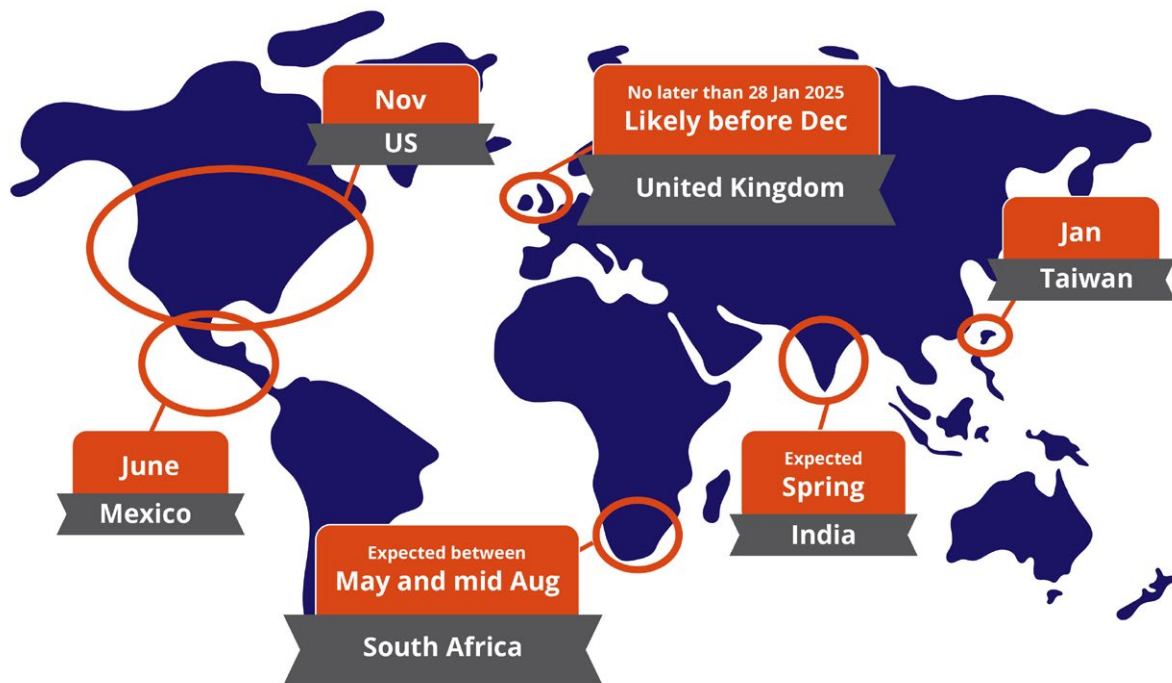 Nov
US
No later than 28 Jan 2025
Likely before Dec
United Kingdom
Jan
Taiwan
June
Mexico
Expected between
May and mid Aug
South Africa
Expected
Spring
India